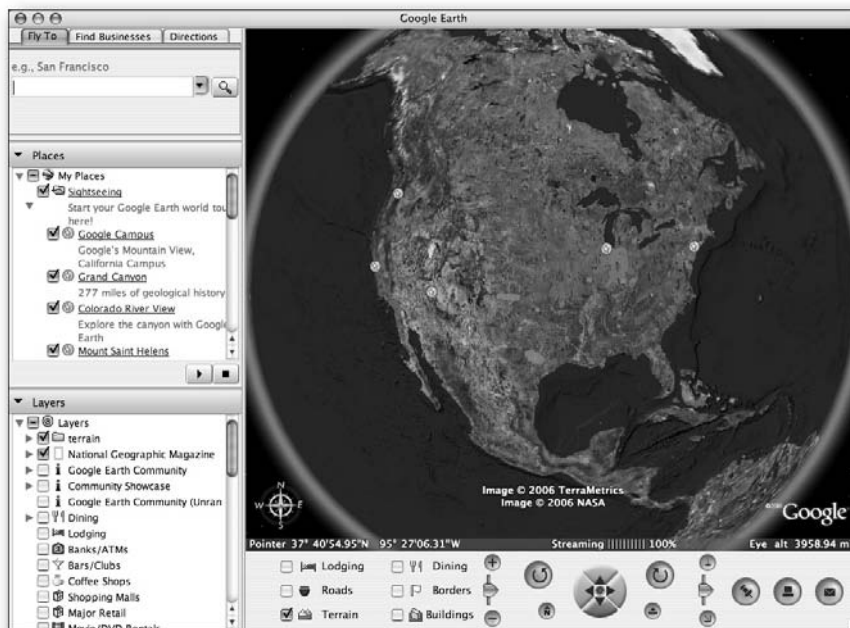 Google Earth
Fly To
Find Businesses
Directions
e.g., San Francisco
Places
My Places
Sightseeing
Start your Google Earth world tou
here!
Google Campus
Google's Mountain View,
California Campus
Grand Canyon
277 miles of geological history
Colorado River View
Explore the canyon with Googl
Earth
Mount Saint Helens
Layers
Layers
terrain
National Geographic Magazine
Google Earth Community
Community Showcase
Google Earth Community (Unran
Dining
Lodging
Banks/ATMs
Bars/Clubs
Coffee Shops
Shopping Malls
Major Retail
Movie/DVD Rentals
N
W E
S
Image © 2006 TerraMetrics
Image © 2006 NASA
Google
Pointer 37° 40'54.95"N 95° 27'06.31"W
Streaming |||||||||| 100%
Eye alt 3958.94 m
Lodging
Dining
Roads
Borders
Terrain
Buildings
N